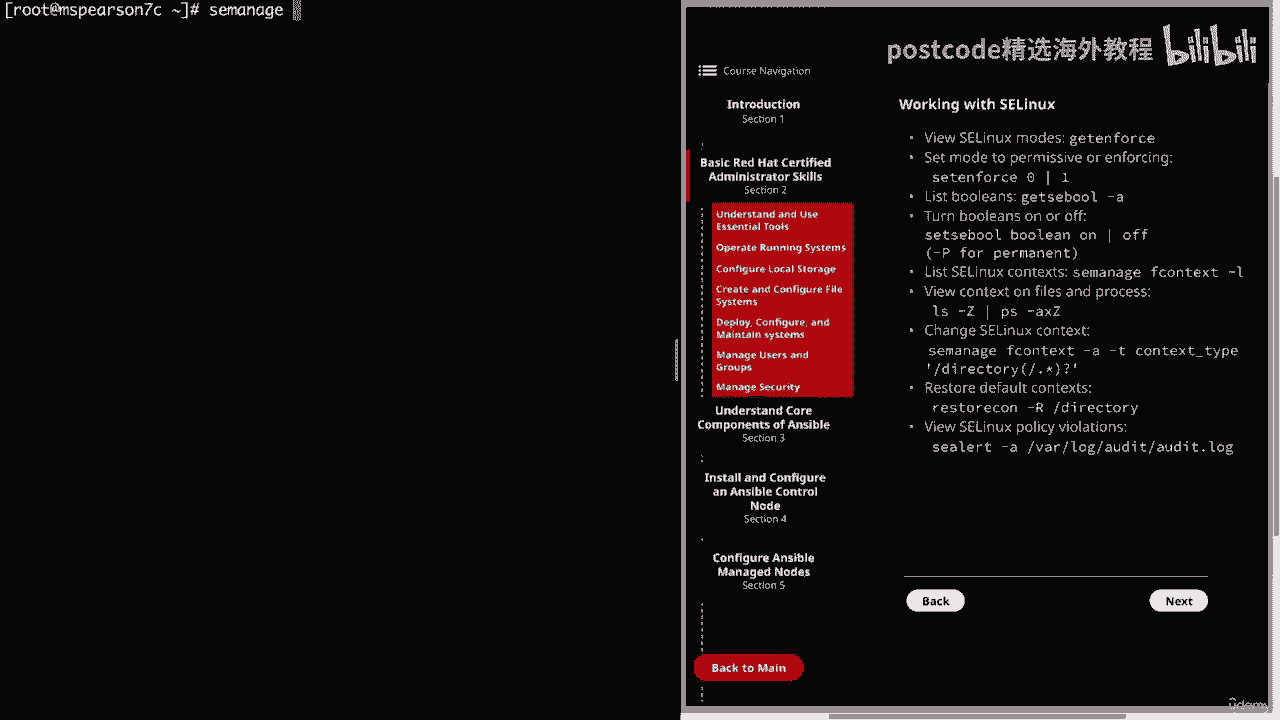 [root@mspearson7c ~]# semanage
postcode精选海外教程 bilibili
Course Navigation
Introduction
Section 1
Basic Red Hat Certified
Administrator Skills
Section 2
Understand and Use
Essential Tools
Operate Running Systems
Configure Local Storage
Create and Configure File
Systems
Deploy, Configure, and
Maintain systems
Manage Users and
Groups
Manage Security
Understand Core
Components of Ansible
Section 3
Install and Configure
an Ansible Control
Node
Section 4
Configure Ansible
Managed Nodes
Section 5
Back to Main
Working with SELinux
• View SELinux modes: getenforce
• Set mode to permissive or enforcing:
setenforce 0 | 1
• List booleans: getsebool -a
• Turn booleans on or off:
setsebool boolean on | off
(-P for permanent)
• List SELinux contexts: semanage fcontext -l
• View context on files and process:
ls -Z | ps -axZ
• Change SELinux context:
semanage fcontext -a -t context_type
'/directory(/.*)?'
• Restore default contexts:
restorecon -R /directory
• View SELinux policy violations:
sealert -a /var/log/audit/audit.log
Back
Next
udemy